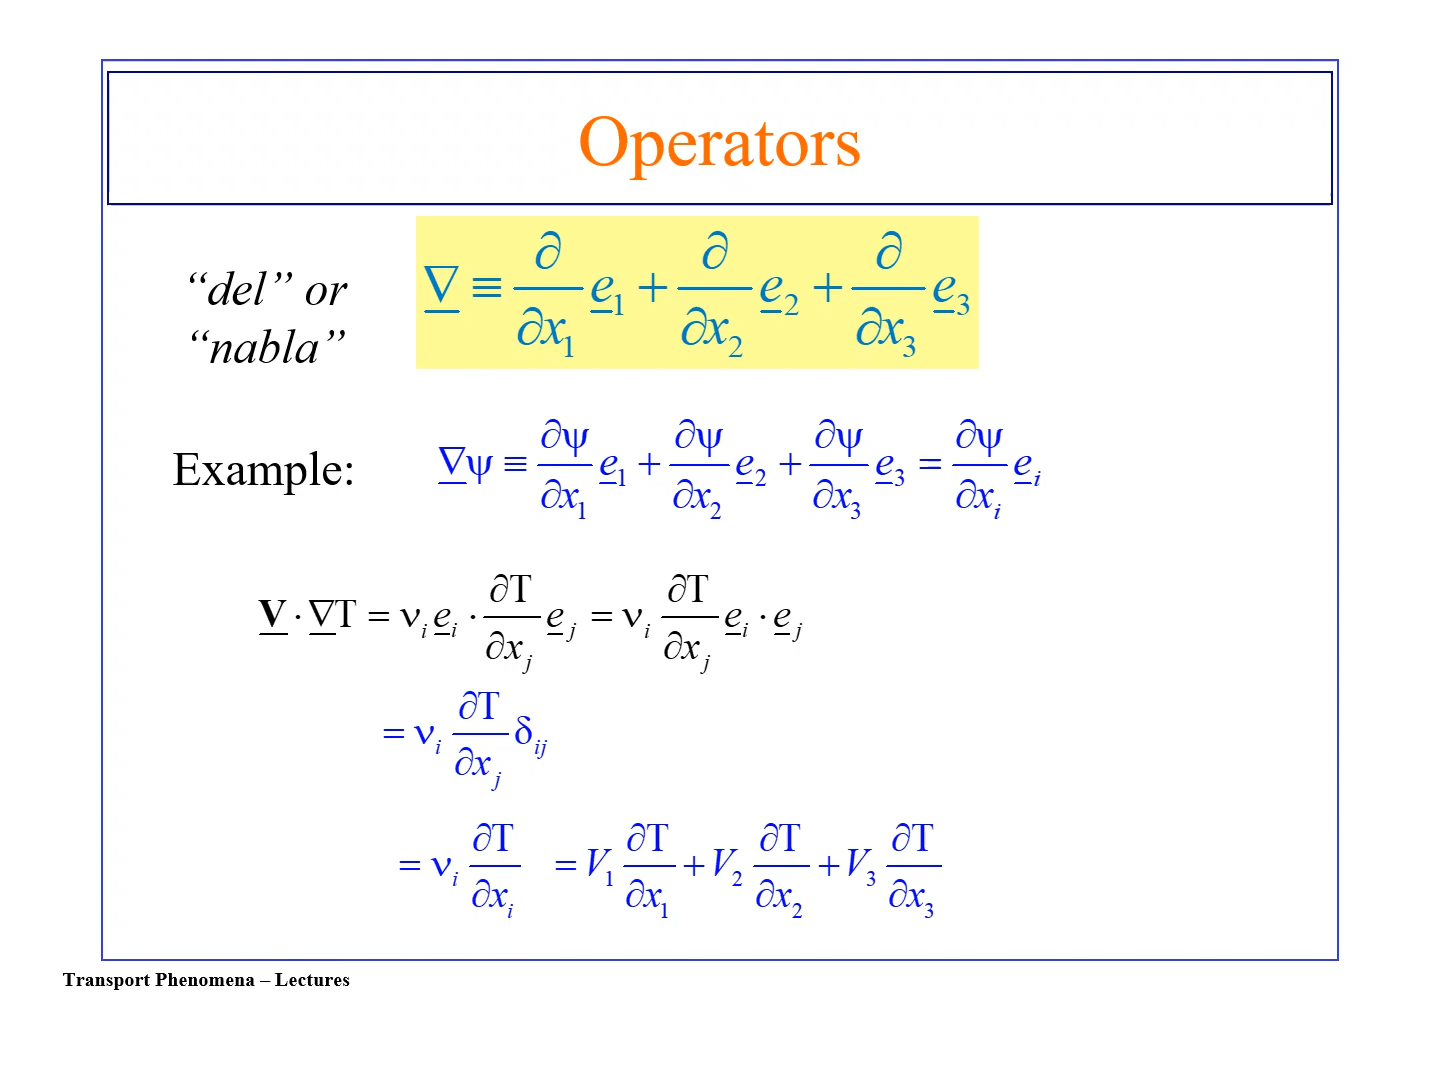 Operators
“del” or
“nabla”
∇ ≡ ∂/∂x₁ e₁ + ∂/∂x₂ e₂ + ∂/∂x₃ e₃
Example:
∇ψ ≡ ∂ψ/∂x₁ e₁ + ∂ψ/∂x₂ e₂ + ∂ψ/∂x₃ e₃ = ∂ψ/∂xᵢ eᵢ
V · ∇T = νᵢ eᵢ · ∂T/∂xⱼ eⱼ = νᵢ ∂T/∂xⱼ eᵢ · eⱼ
= νᵢ ∂T/∂xⱼ δᵢⱼ
= νᵢ ∂T/∂xᵢ = V₁ ∂T/∂x₁ + V₂ ∂T/∂x₂ + V₃ ∂T/∂x₃
Transport Phenomena – Lectures